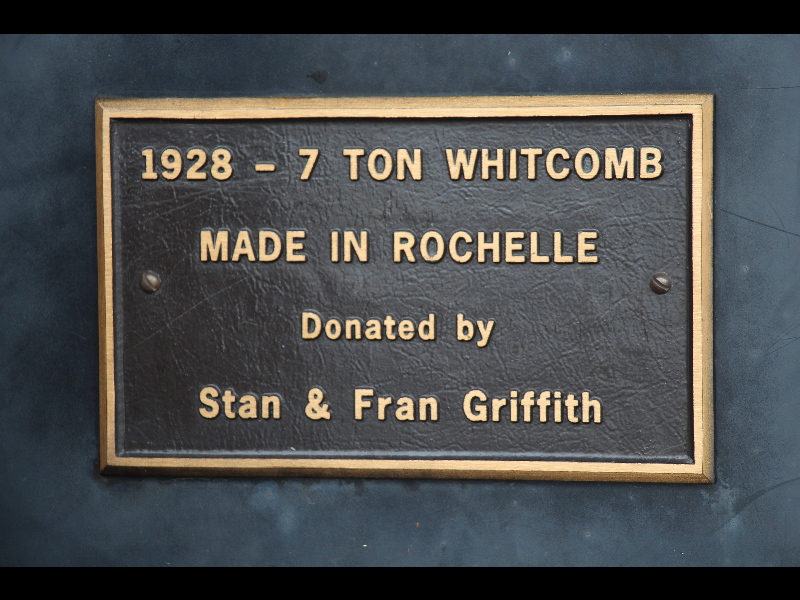 1928 – 7 TON WHITCOMB
MADE IN ROCHELLE
Donated by
Stan & Fran Griffith